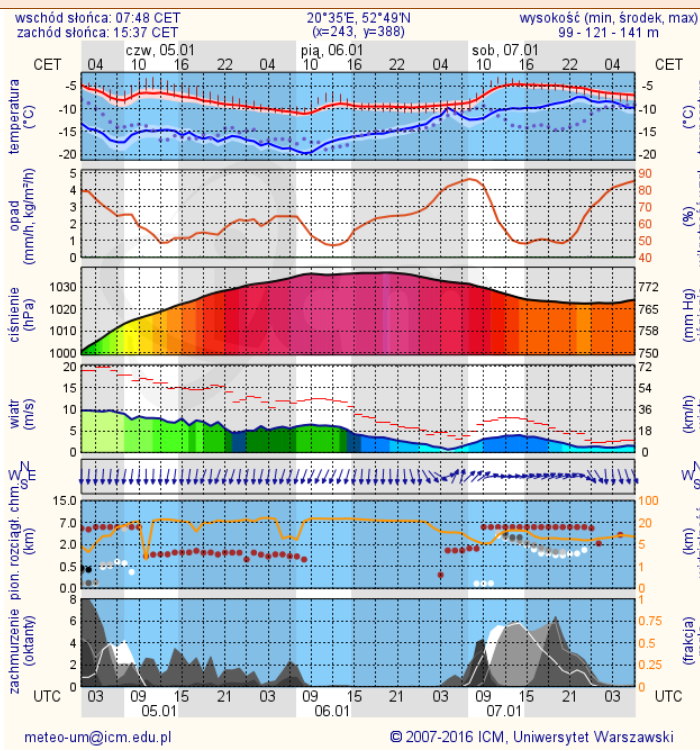 wschód słońca: 07:48 CET 20°35'E, 52°49'N wysokość (min, środek, max)
zachód słońca: 15:37 CET (x=243, y=388) 99 - 121 - 141 m
czw, 05.01 pią, 06.01 sob, 07.01
CET 04 10 16 22 04 10 16 22 04 10 16 22 04 CET
temperatura
(°C)
-5 -5
-10 -10
-15 -15
-20 -20
opad
(mm/h, kg/m²/h)
5 90
4 80
3 70
2 60
1 50
0 40
(%)
ciśnienie
(hPa)
1030 772
1020 765
1010 758
1000 750
(mm Hg)
wiatr
(m/s)
20 72
15 54
10 36
5 18
0 0
(km/h)
N
W E
S
N
W
S
pion. rozciągł. chm.
(km)
15.0 100
7.0 20
2.0 5
0.5 1
0.0 0
(km)
zachmurzenie
(oktanty)
8 1
6 0.75
4 0.5
2 0.25
0 0
(frakcja)
UTC 03 09 15 21 03 09 15 21 03 09 15 21 03 UTC
05.01 06.01 07.01
meteo-um@icm.edu.pl © 2007-2016 ICM, Uniwersytet Warszawski